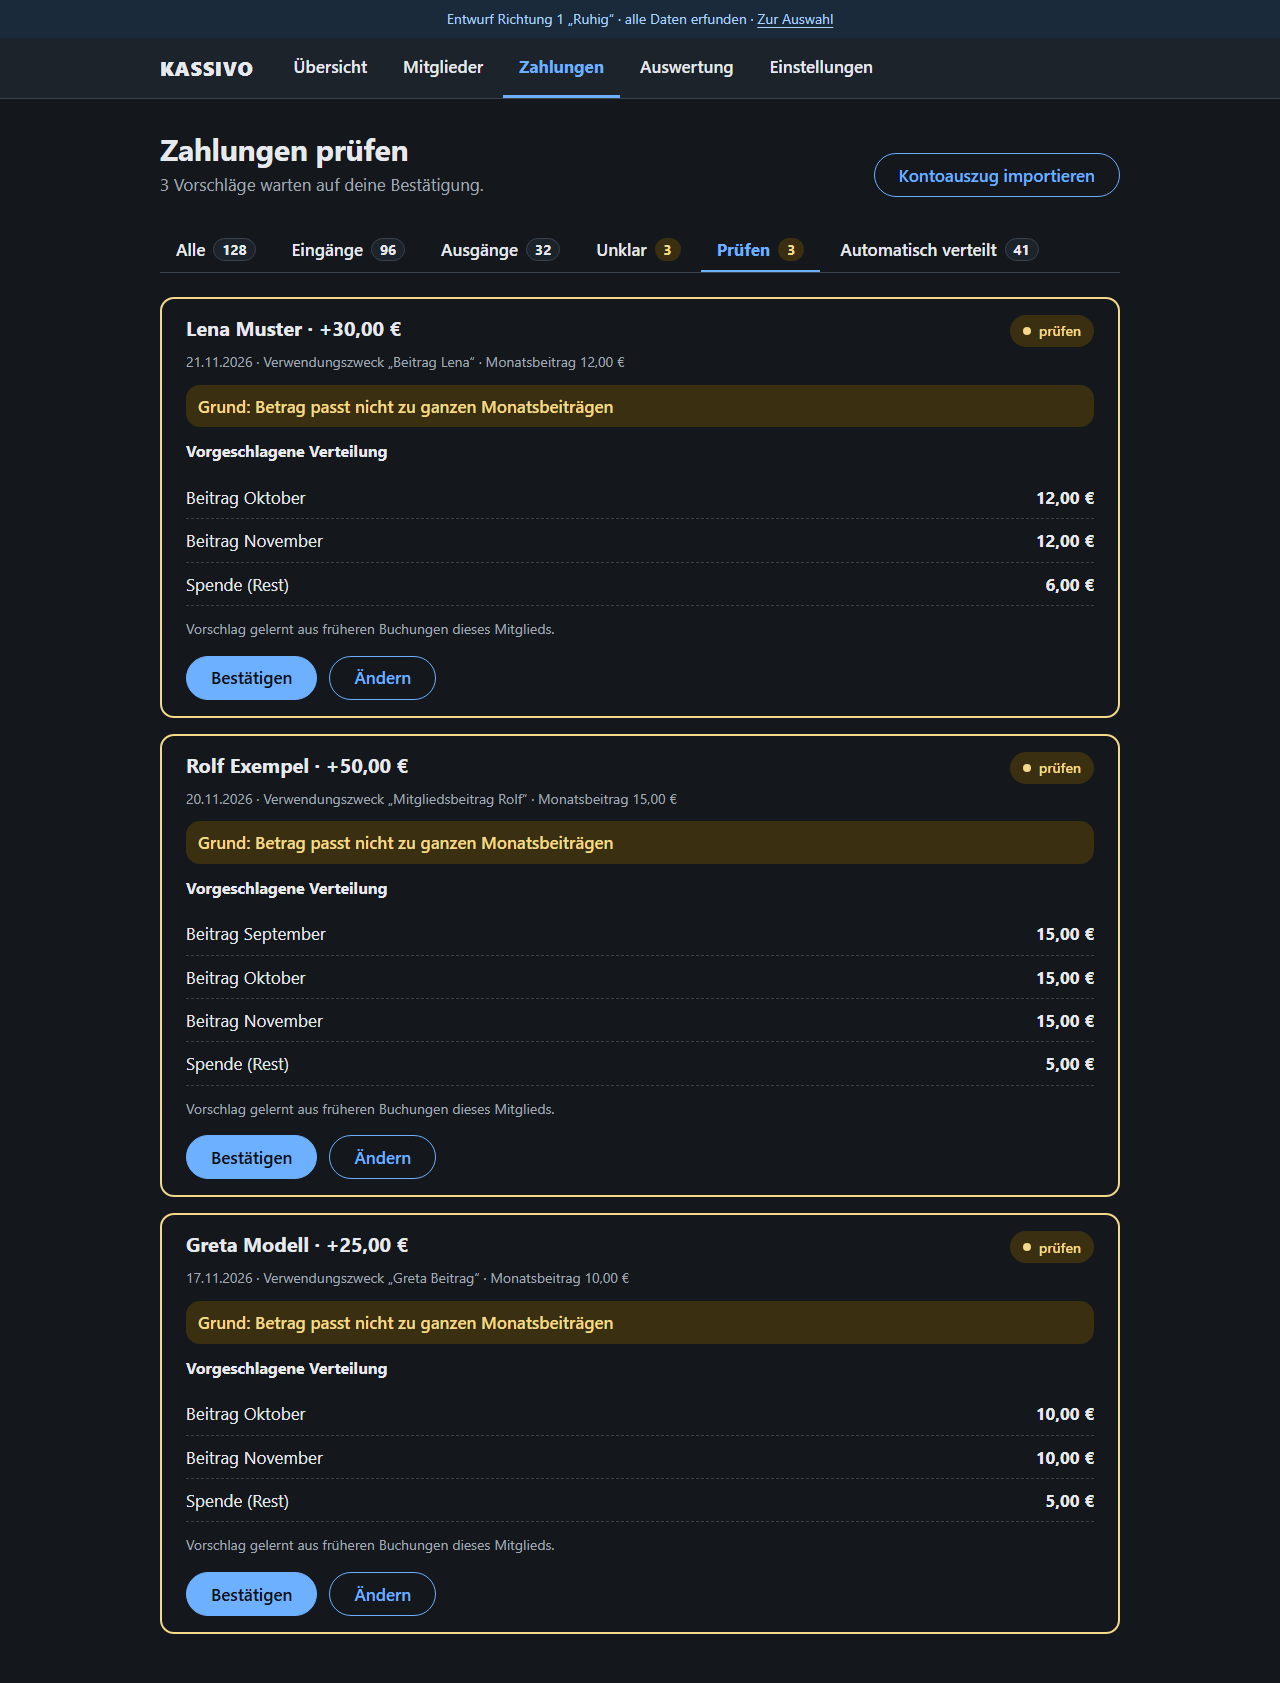 Entwurf Richtung 1 „Ruhig“ · alle Daten erfunden · Zur Auswahl
KASSIVO Übersicht Mitglieder Zahlungen Auswertung Einstellungen
Zahlungen prüfen
3 Vorschläge warten auf deine Bestätigung.
Kontoauszug importieren
Alle 128 Eingänge 96 Ausgänge 32 Unklar 3 Prüfen 3 Automatisch verteilt 41
Lena Muster · +30,00 € prüfen
21.11.2026 · Verwendungszweck „Beitrag Lena“ · Monatsbeitrag 12,00 €
Grund: Betrag passt nicht zu ganzen Monatsbeiträgen
Vorgeschlagene Verteilung
Beitrag Oktober 12,00 €
Beitrag November 12,00 €
Spende (Rest) 6,00 €
Vorschlag gelernt aus früheren Buchungen dieses Mitglieds.
Bestätigen Ändern
Rolf Exempel · +50,00 € prüfen
20.11.2026 · Verwendungszweck „Mitgliedsbeitrag Rolf“ · Monatsbeitrag 15,00 €
Grund: Betrag passt nicht zu ganzen Monatsbeiträgen
Vorgeschlagene Verteilung
Beitrag September 15,00 €
Beitrag Oktober 15,00 €
Beitrag November 15,00 €
Spende (Rest) 5,00 €
Vorschlag gelernt aus früheren Buchungen dieses Mitglieds.
Bestätigen Ändern
Greta Modell · +25,00 € prüfen
17.11.2026 · Verwendungszweck „Greta Beitrag“ · Monatsbeitrag 10,00 €
Grund: Betrag passt nicht zu ganzen Monatsbeiträgen
Vorgeschlagene Verteilung
Beitrag Oktober 10,00 €
Beitrag November 10,00 €
Spende (Rest) 5,00 €
Vorschlag gelernt aus früheren Buchungen dieses Mitglieds.
Bestätigen Ändern